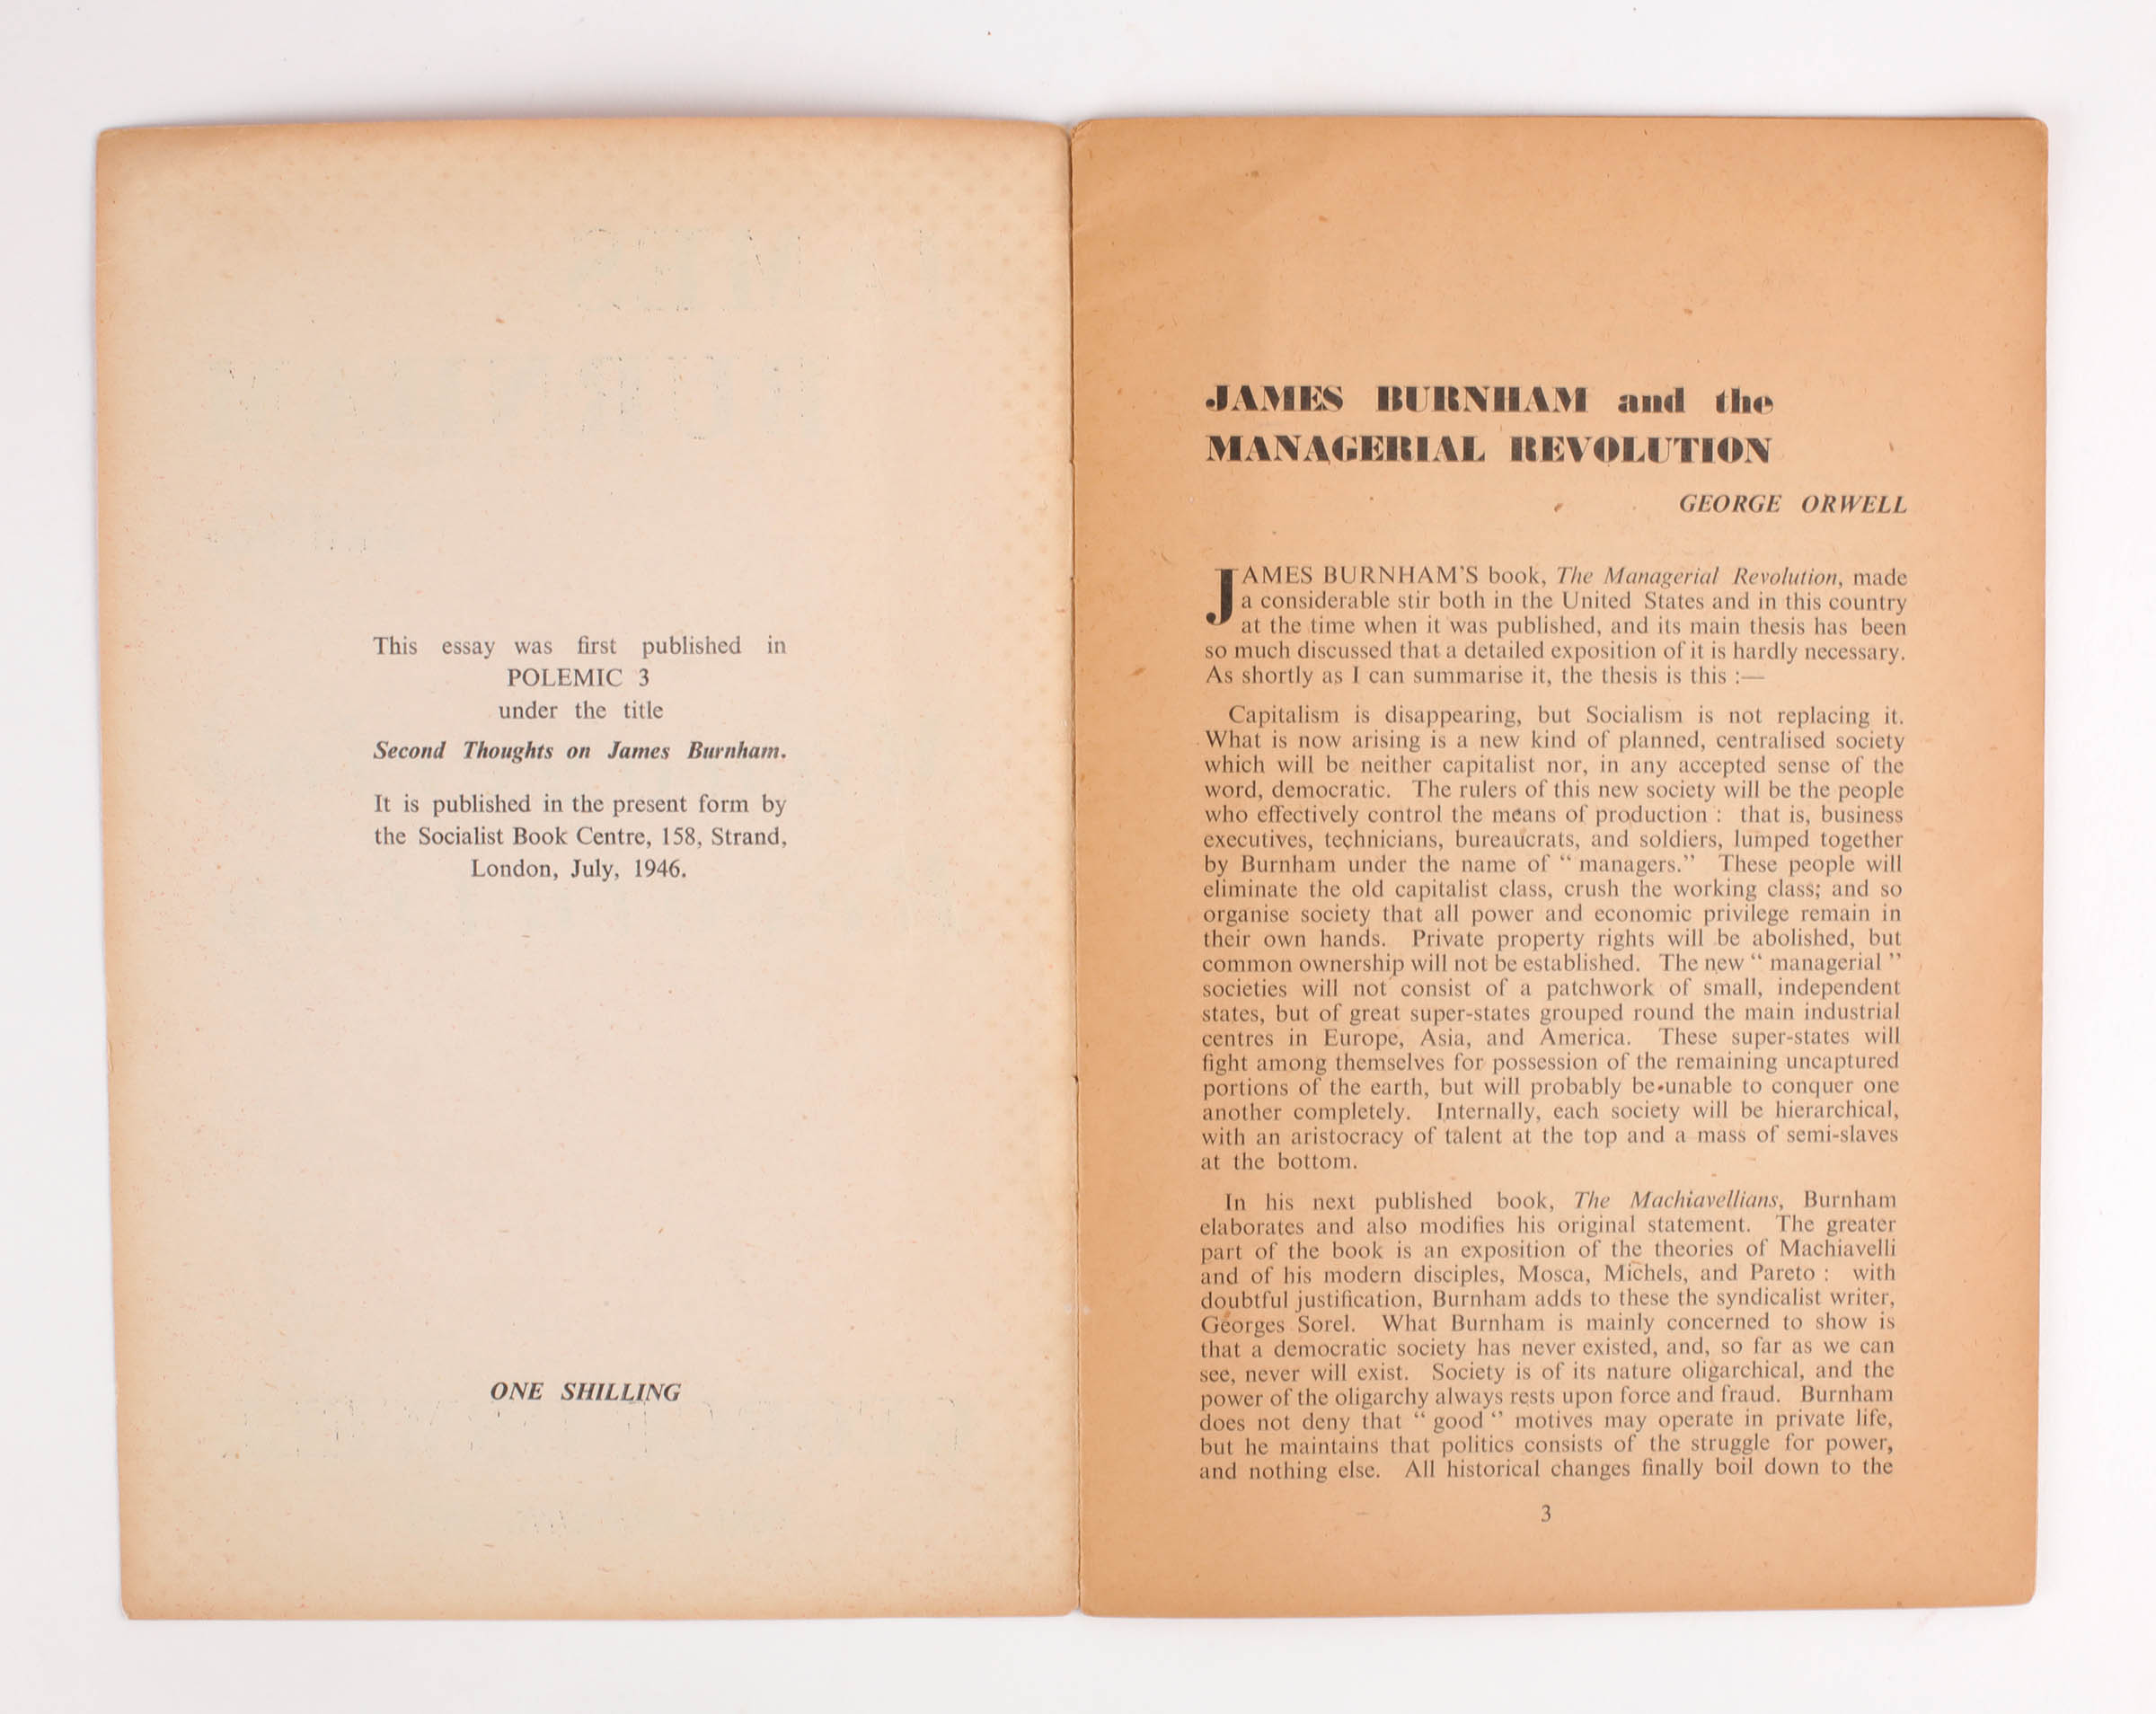 This essay was first published in
POLEMIC 3
under the title
Second Thoughts on James Burnham.
It is published in the present form by
the Socialist Book Centre, 158, Strand,
London, July, 1946.
ONE SHILLING
JAMES BURNHAM and the
MANAGERIAL REVOLUTION
GEORGE ORWELL
JAMES BURNHAM'S book, The Managerial Revolution, made
a considerable stir both in the United States and in this country
at the time when it was published, and its main thesis has been
so much discussed that a detailed exposition of it is hardly necessary.
As shortly as I can summarise it, the thesis is this :—
Capitalism is disappearing, but Socialism is not replacing it.
What is now arising is a new kind of planned, centralised society
which will be neither capitalist nor, in any accepted sense of the
word, democratic. The rulers of this new society will be the people
who effectively control the means of production : that is, business
executives, technicians, bureaucrats, and soldiers, lumped together
by Burnham under the name of “ managers.” These people will
eliminate the old capitalist class, crush the working class; and so
organise society that all power and economic privilege remain in
their own hands. Private property rights will be abolished, but
common ownership will not be established. The new “ managerial ”
societies will not consist of a patchwork of small, independent
states, but of great super-states grouped round the main industrial
centres in Europe, Asia, and America. These super-states will
fight among themselves for possession of the remaining uncaptured
portions of the earth, but will probably be unable to conquer one
another completely. Internally, each society will be hierarchical,
with an aristocracy of talent at the top and a mass of semi-slaves
at the bottom.
In his next published book, The Machiavellians, Burnham
elaborates and also modifies his original statement. The greater
part of the book is an exposition of the theories of Machiavelli
and of his modern disciples, Mosca, Michels, and Pareto : with
doubtful justification, Burnham adds to these the syndicalist writer,
Georges Sorel. What Burnham is mainly concerned to show is
that a democratic society has never existed, and, so far as we can
see, never will exist. Society is of its nature oligarchical, and the
power of the oligarchy always rests upon force and fraud. Burnham
does not deny that “ good ” motives may operate in private life,
but he maintains that politics consists of the struggle for power,
and nothing else. All historical changes finally boil down to the
3